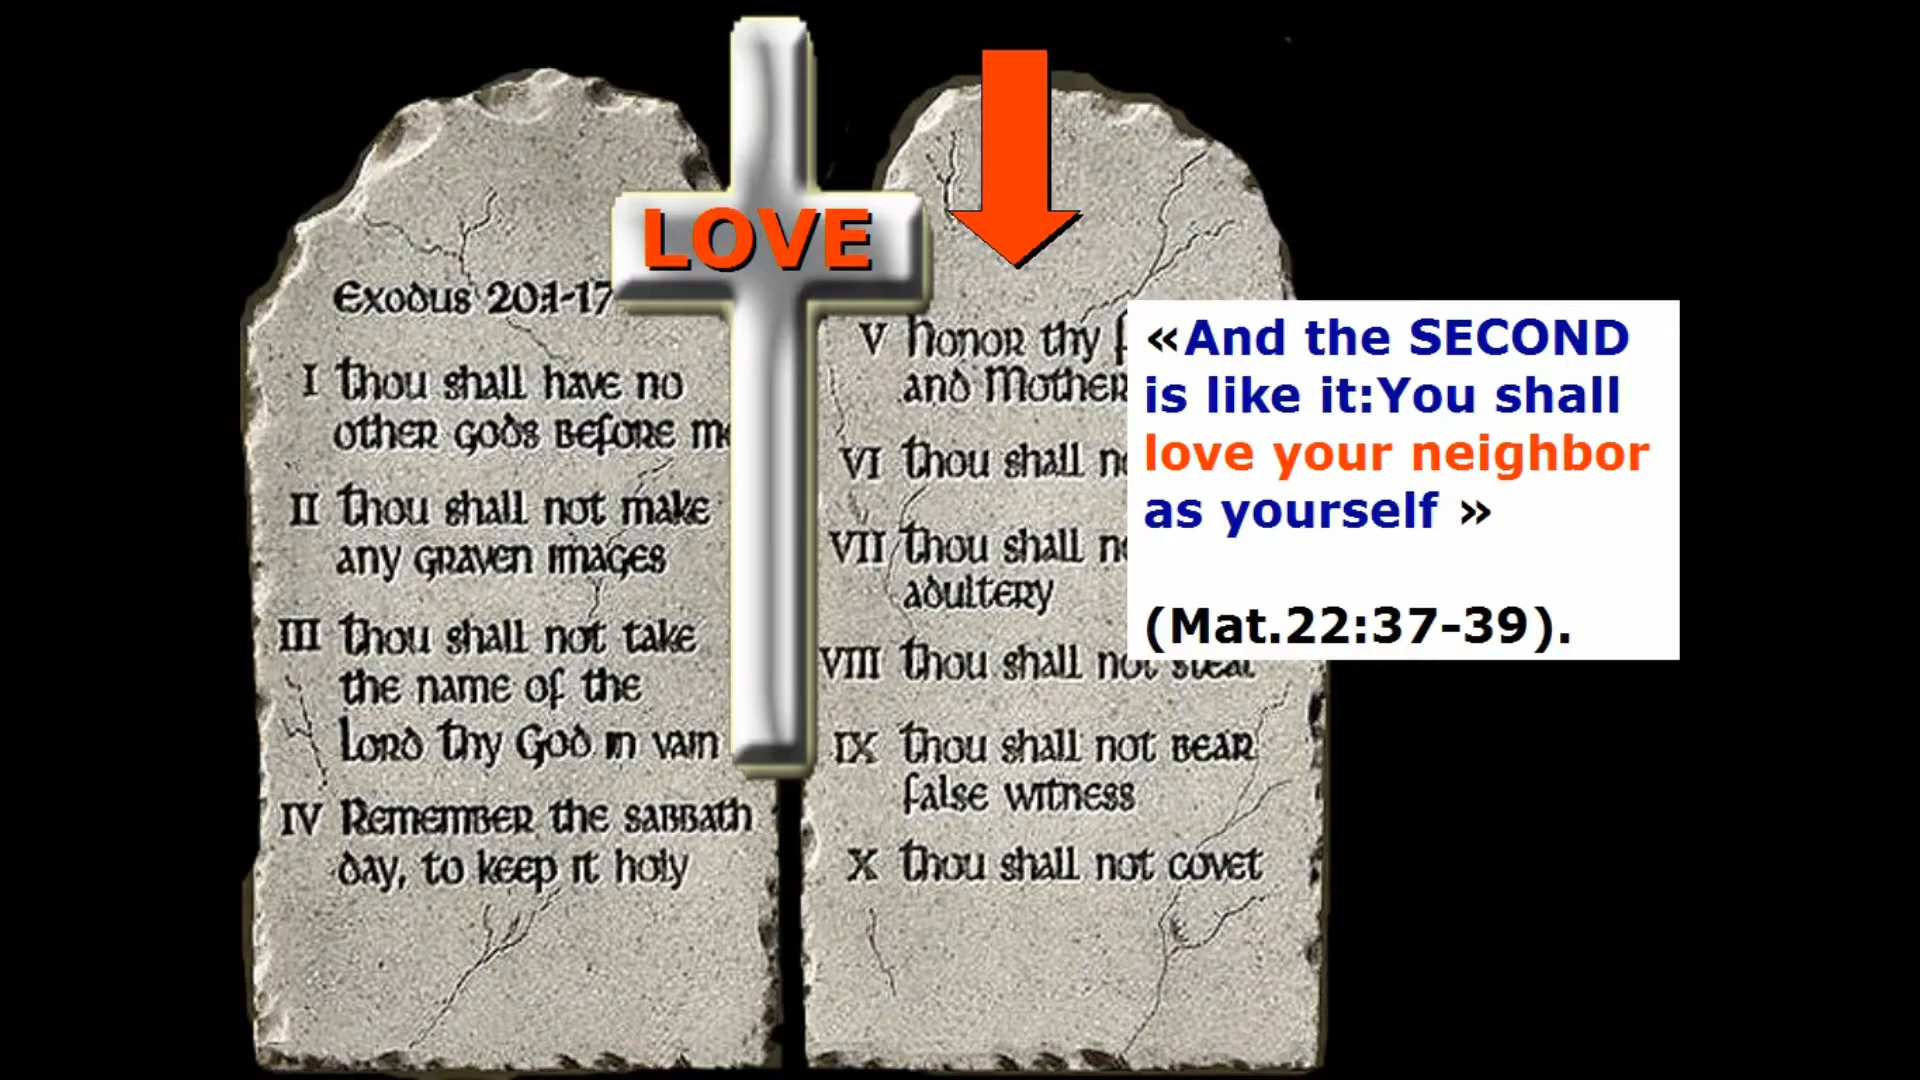 LOVE
Exodus 20:1-17
I Thou shall have no
other gods before me
II Thou shall not make
any graven images
III Thou shall not take
the name of the
Lord thy God in vain
IV Remember the sabbath
day, to keep it holy
V Honor thy
and Mother
VI Thou shall
VII Thou shall
adultery
VIII Thou shall not steal
IX Thou shall not bear
false witness
X Thou shall not covet
«And the SECOND
is like it:You shall
love your neighbor
as yourself »
(Mat.22:37-39).